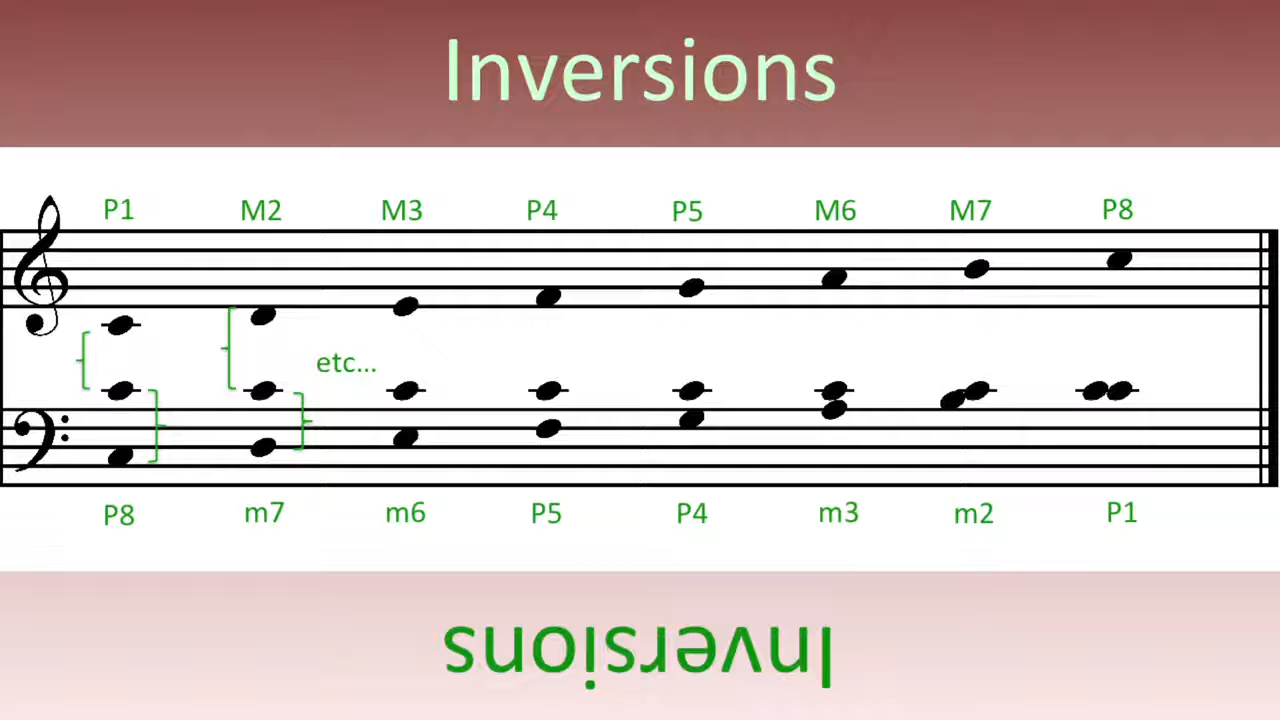 Inversions
P1 M2 M3 P4 P5 M6 M7 P8
etc...
P8 m7 m6 P5 P4 m3 m2 P1
Inversions